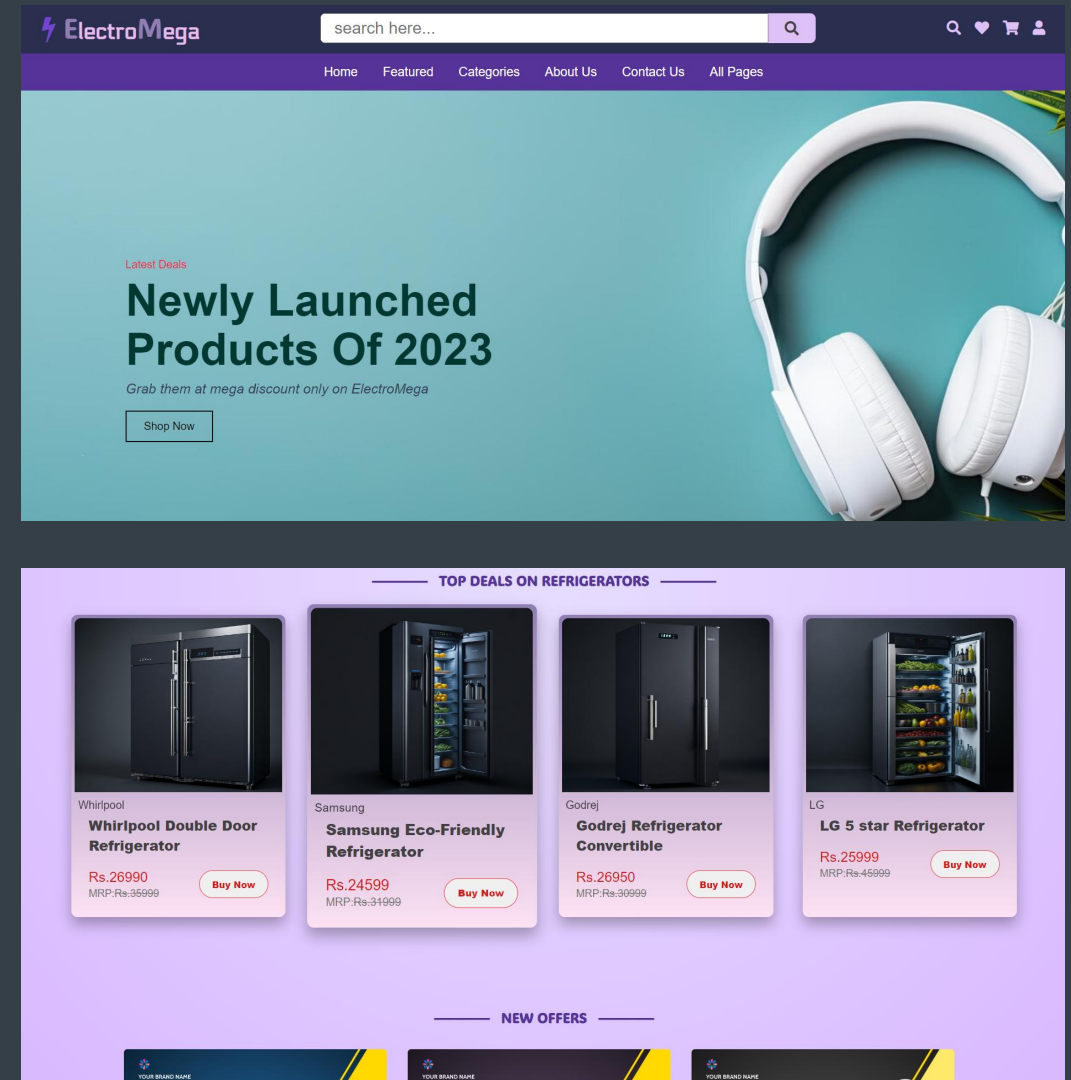 ElectroMega
search here...
Home Featured Categories About Us Contact Us All Pages
Latest Deals
Newly Launched
Products Of 2023
Grab them at mega discount only on ElectroMega
Shop Now
TOP DEALS ON REFRIGERATORS
Whirlpool
Whirlpool Double Door
Refrigerator
Rs.26990
MRP:Rs.35999
Buy Now
Samsung
Samsung Eco-Friendly
Refrigerator
Rs.24599
MRP:Rs.31999
Buy Now
Godrej
Godrej Refrigerator
Convertible
Rs.26950
MRP:Rs.30999
Buy Now
LG
LG 5 star Refrigerator
Rs.25999
MRP:Rs.45999
Buy Now
NEW OFFERS
YOUR BRAND NAME
YOUR BRAND NAME
YOUR BRAND NAME